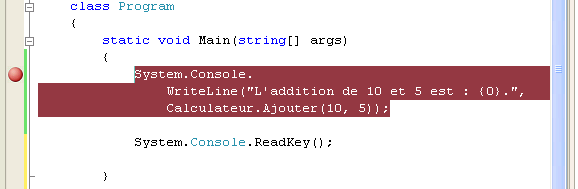 class Program
{
static void Main(string[] args)
{
System.Console.
WriteLine("L'addition de 10 et 5 est : {0}.",
Calculateur.Ajouter(10, 5));
System.Console.ReadKey();
}